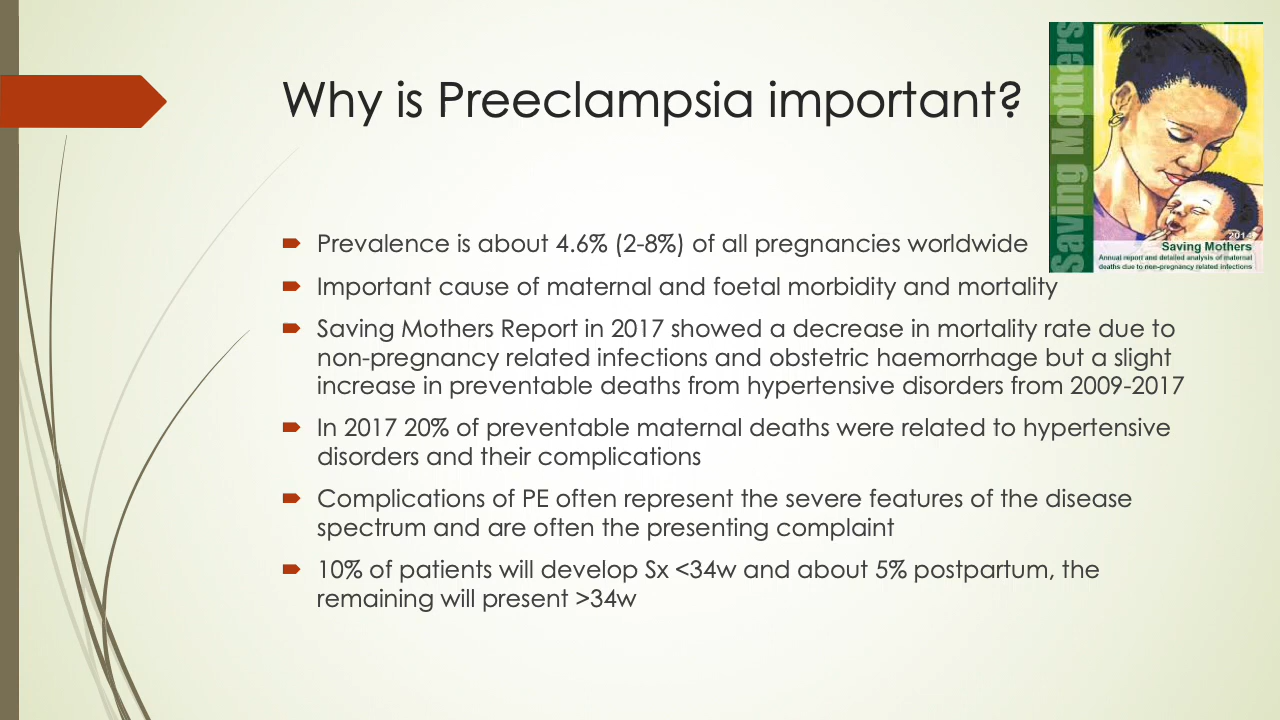 Why is Preeclampsia important?
Saving Mothers
Saving Mothers
Annual report and detailed analysis of maternal
deaths due to non-pregnancy related infections
Prevalence is about 4.6% (2-8%) of all pregnancies worldwide
Important cause of maternal and foetal morbidity and mortality
Saving Mothers Report in 2017 showed a decrease in mortality rate due to
non-pregnancy related infections and obstetric haemorrhage but a slight
increase in preventable deaths from hypertensive disorders from 2009-2017
In 2017 20% of preventable maternal deaths were related to hypertensive
disorders and their complications
Complications of PE often represent the severe features of the disease
spectrum and are often the presenting complaint
10% of patients will develop Sx <34w and about 5% postpartum, the
remaining will present >34w